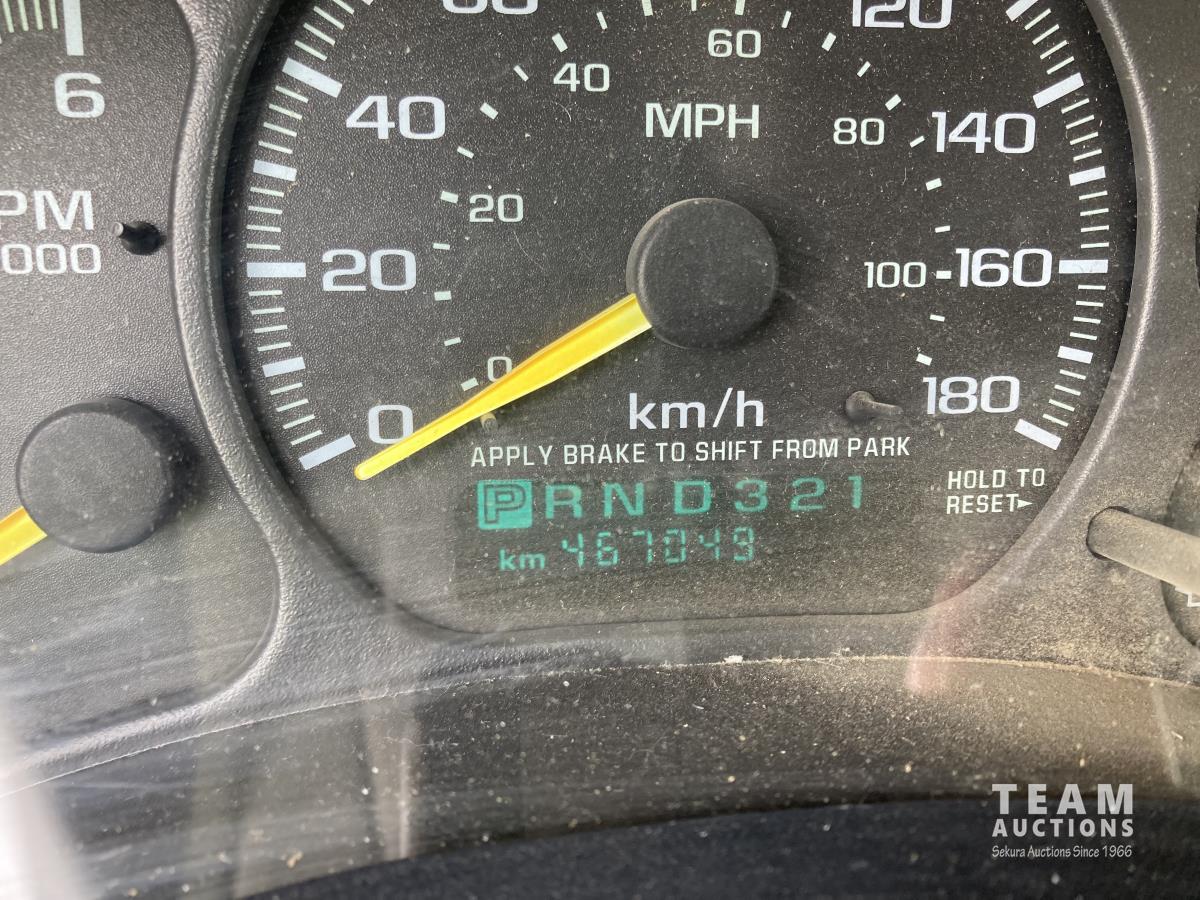 6
PM
000
60
120
60
40
40
MPH
80
140
20
20
100
160
0
0
km/h
180
APPLY BRAKE TO SHIFT FROM PARK
HOLD TO
RESET
P R N D 3 2 1
km 467049
TEAM
AUCTIONS
Sekura Auctions Since 1966